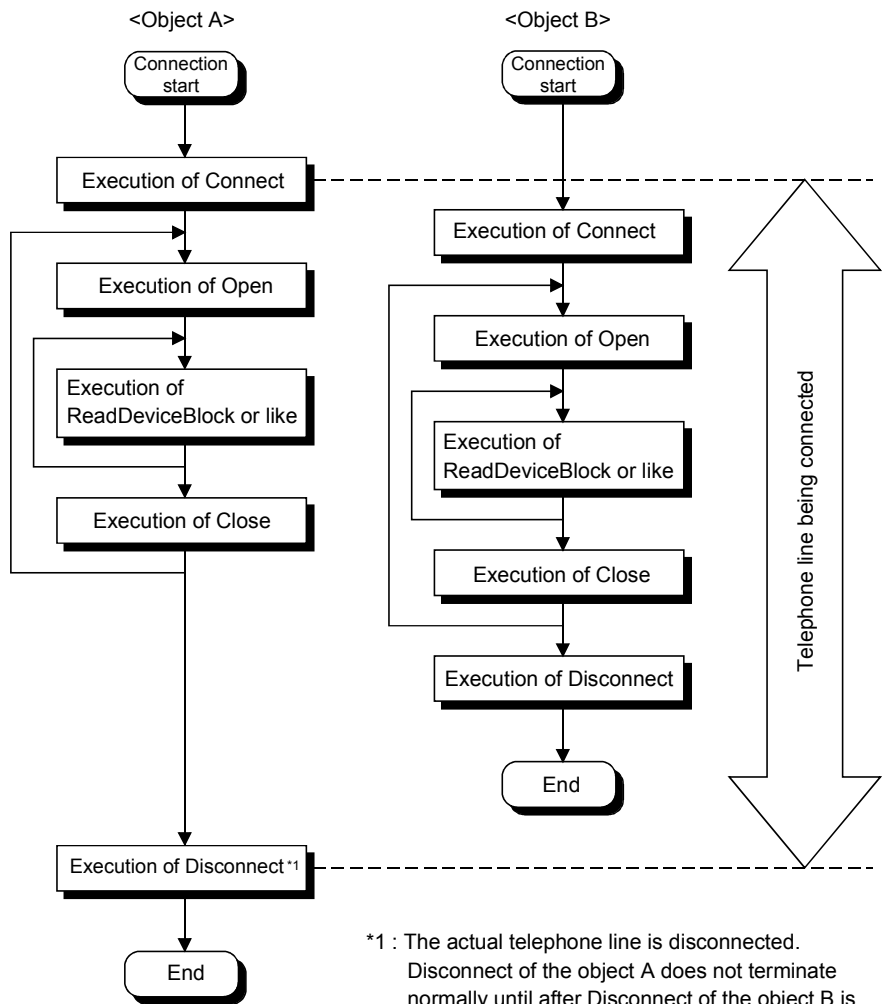 <Object A>
Connection
start
Execution of Connect
Execution of Open
Execution of
ReadDeviceBlock or like
Execution of Close
Execution of Disconnect*1
End
<Object B>
Connection
start
Execution of Connect
Execution of Open
Execution of
ReadDeviceBlock or like
Execution of Close
Execution of Disconnect
End
Telephone line being connected
*1 : The actual telephone line is disconnected.
Disconnect of the object A does not terminate
normally until after Disconnect of the object B is